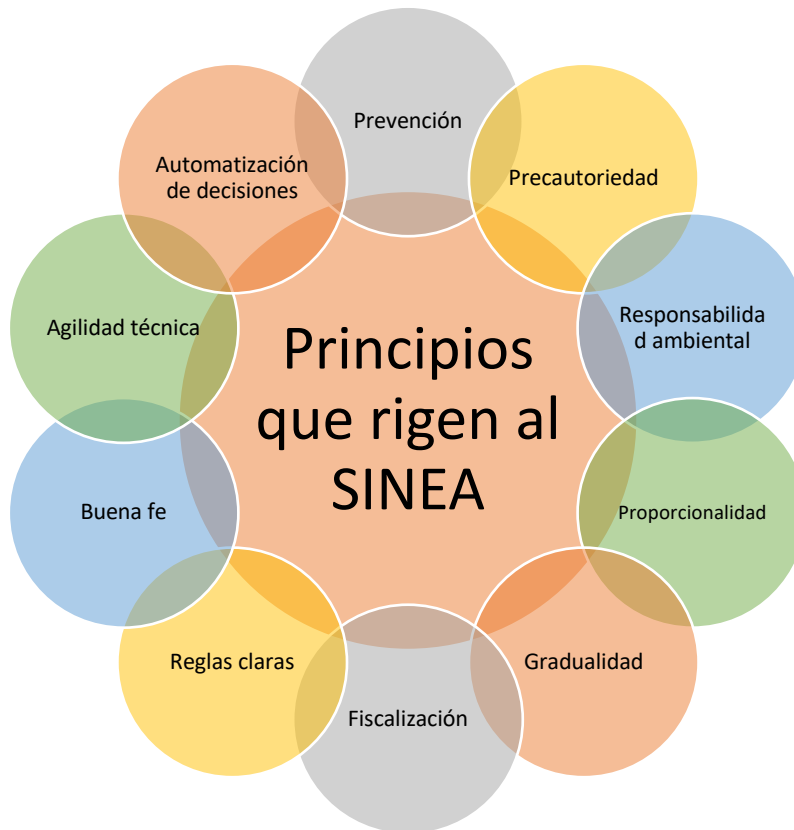 Prevención
Precautoriedad
Responsabilida
d ambiental
Proporcionalidad
Gradualidad
Fiscalización
Reglas claras
Buena fe
Agilidad técnica
Automatización
de decisiones
Principios
que rigen al
SINEA